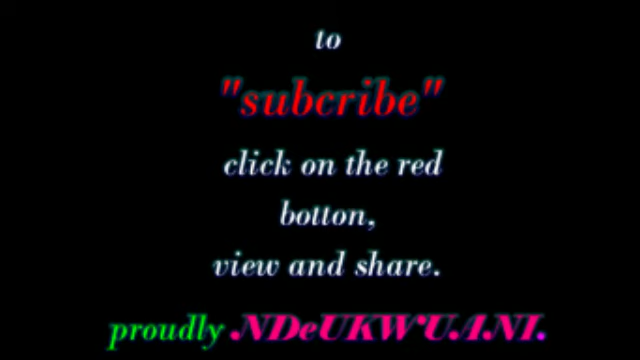 to
"subcribe"
click on the red
botton,
view and share.
proudly .NDeUKWUANI.